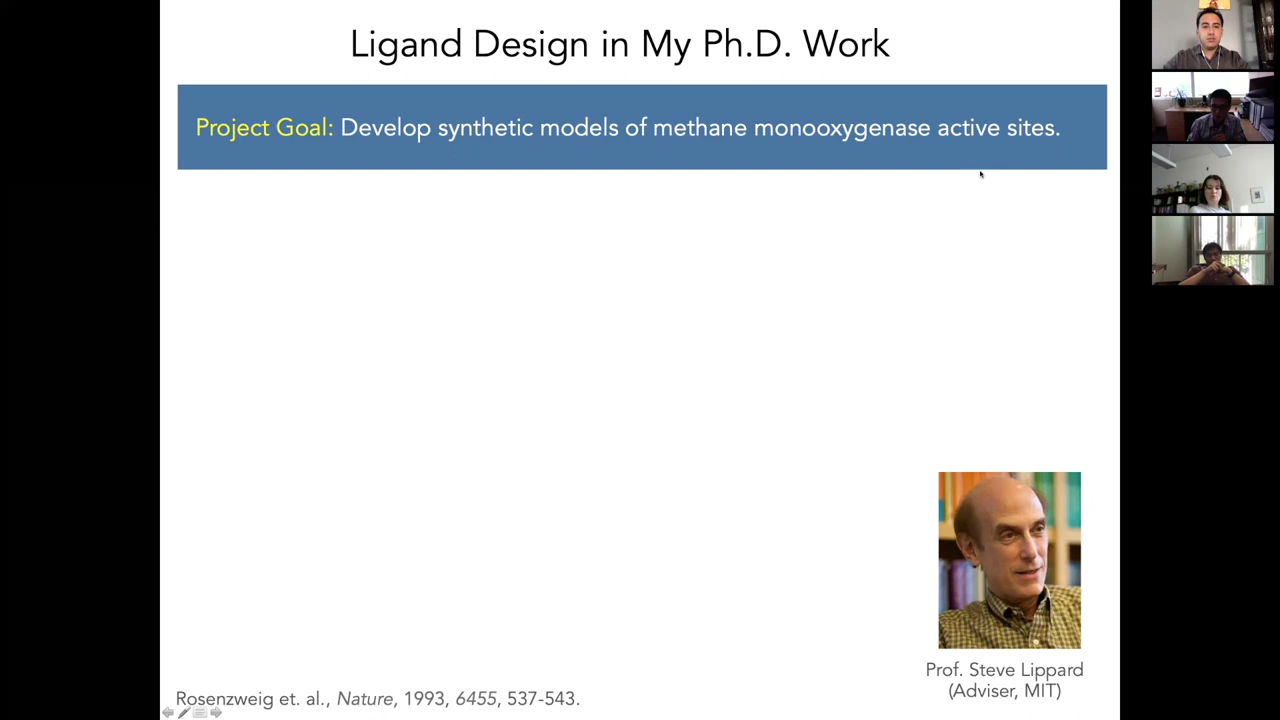 Ligand Design in My Ph.D. Work
Project Goal: Develop synthetic models of methane monooxygenase active sites.
Prof. Steve Lippard
(Adviser, MIT)
Rosenzweig et. al., Nature, 1993, 6455, 537-543.